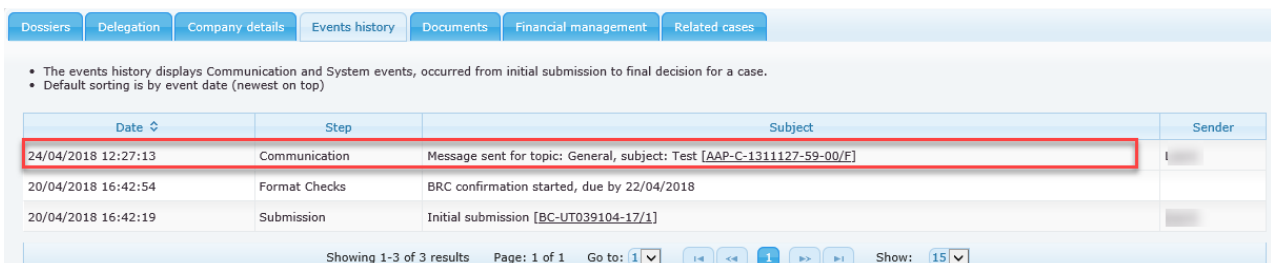 Dossiers Delegation Company details Events history Documents Financial management Related cases
• The events history displays Communication and System events, occurred from initial submission to final decision for a case.
• Default sorting is by event date (newest on top)
Date Step Subject Sender
24/04/2018 12:27:13 Communication Message sent for topic: General, subject: Test [AAP-C-1311127-59-00/F]
20/04/2018 16:42:54 Format Checks BRC confirmation started, due by 22/04/2018
20/04/2018 16:42:19 Submission Initial submission [BC-UT039104-17/1]
Showing 1-3 of 3 results Page: 1 of 1 Go to: 1 1 Show: 15